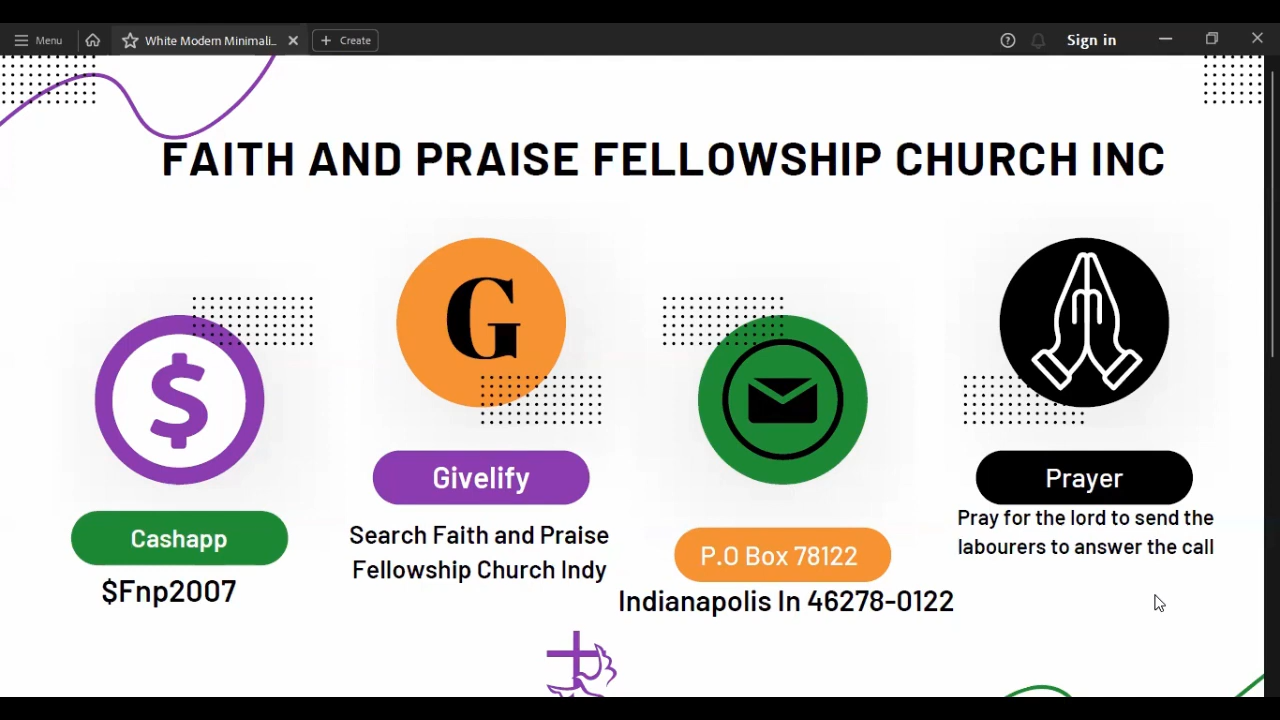 Menu
White Modern Minimali...
Create
Sign in
FAITH AND PRAISE FELLOWSHIP CHURCH INC
$
G
Cashapp
$Fnp2007
Givelify
Search Faith and Praise
Fellowship Church Indy
P.O Box 78122
Indianapolis In 46278-0122
Prayer
Pray for the lord to send the
labourers to answer the call